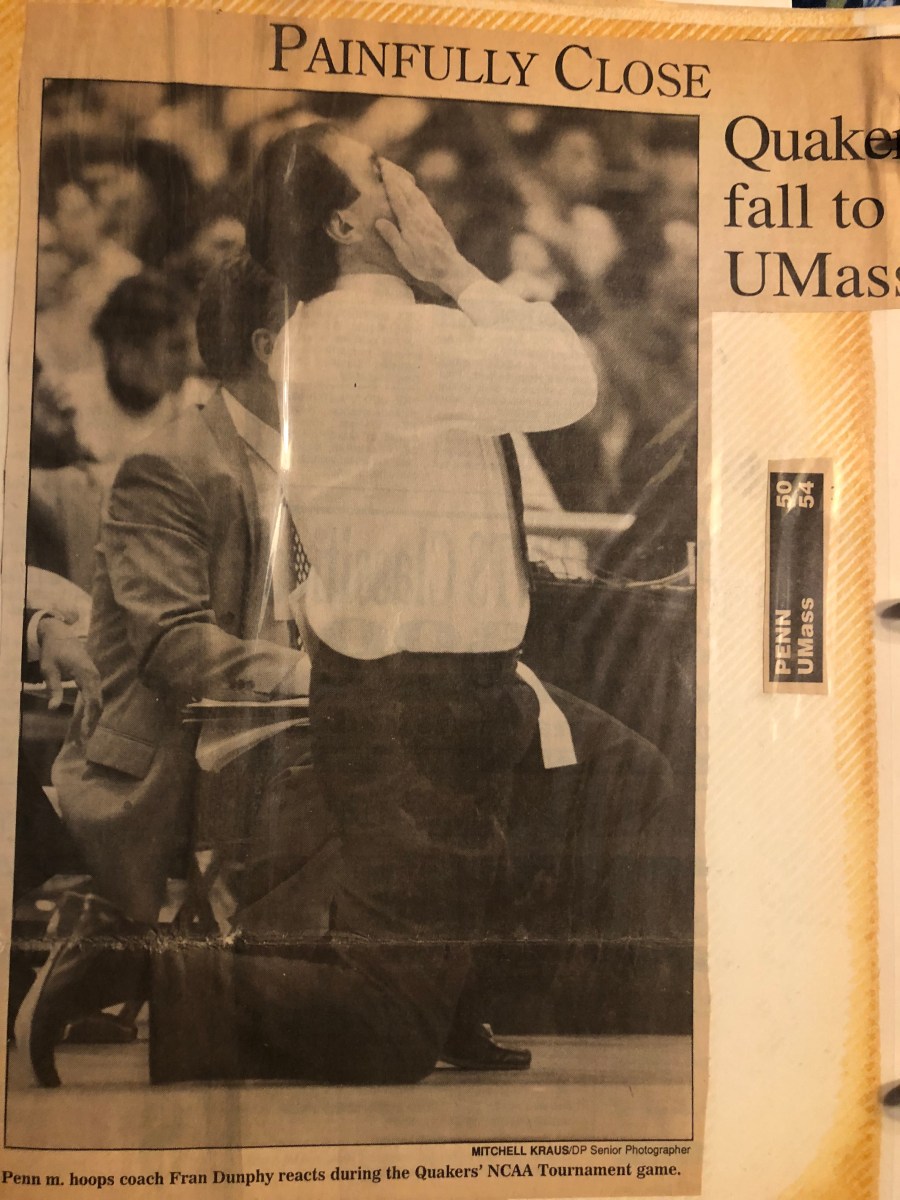 PAINFULLY CLOSE
Quaker
fall to
UMass
PENN 50
UMass 54
MITCHELL KRAUS/DP Senior Photographer
Penn m. hoops coach Fran Dunphy reacts during the Quakers' NCAA Tournament game.